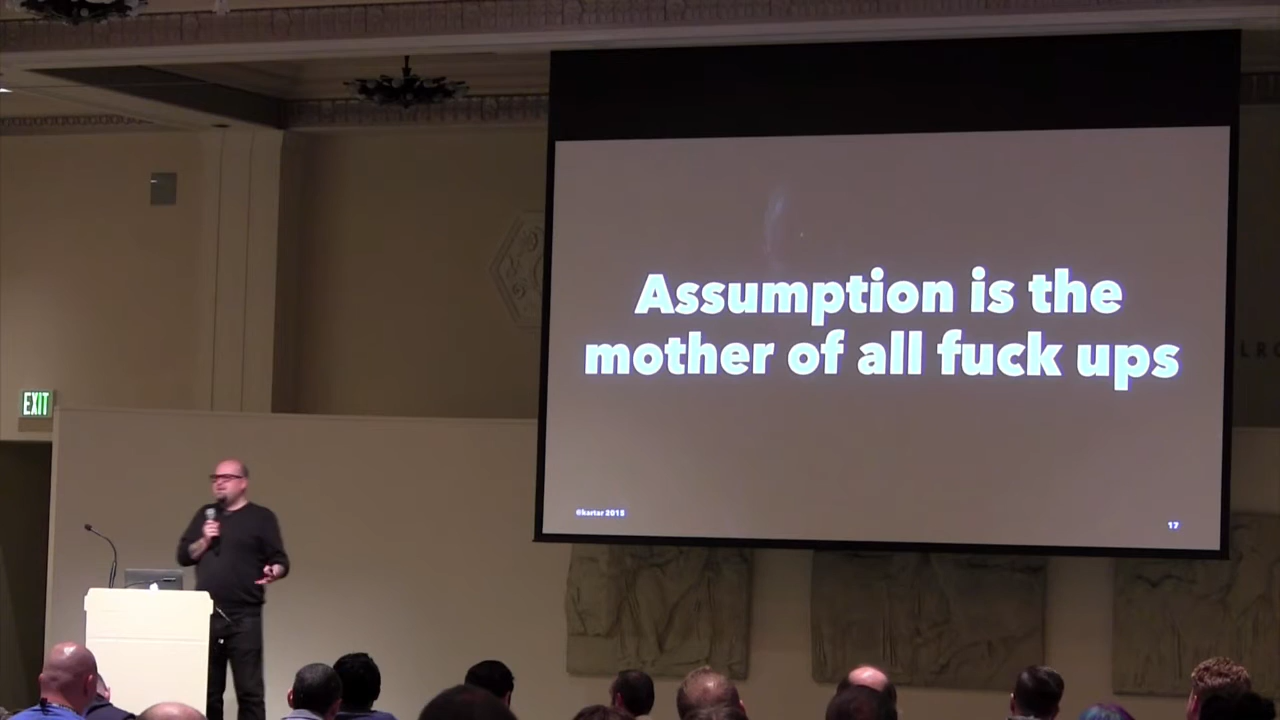 Assumption is the
mother of all fuck ups
@kartar 2015
17
EXIT